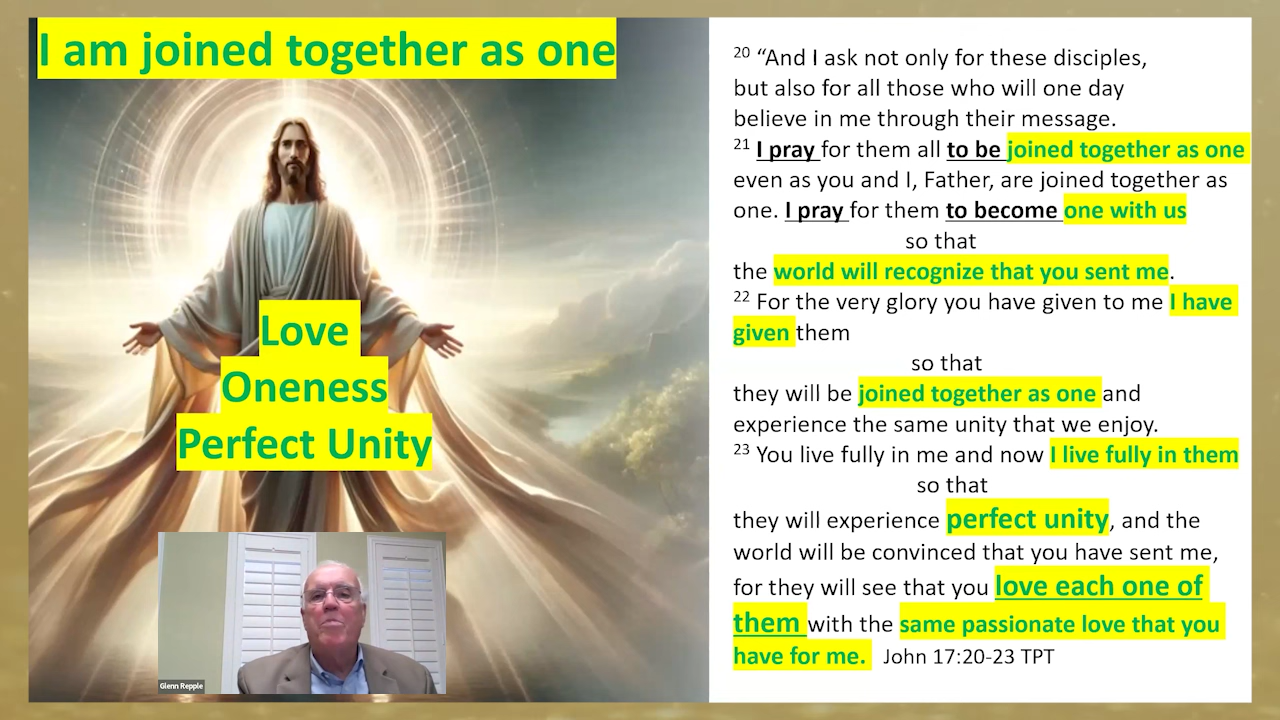 I am joined together as one
Love
Oneness
Perfect Unity
Glenn Repple
20 “And I ask not only for these disciples,
but also for all those who will one day
believe in me through their message.
21 I pray for them all to be joined together as one
even as you and I, Father, are joined together as
one. I pray for them to become one with us
so that
the world will recognize that you sent me.
22 For the very glory you have given to me I have
given them
so that
they will be joined together as one and
experience the same unity that we enjoy.
23 You live fully in me and now I live fully in them
so that
they will experience perfect unity, and the
world will be convinced that you have sent me,
for they will see that you love each one of
them with the same passionate love that you
have for me. John 17:20-23 TPT